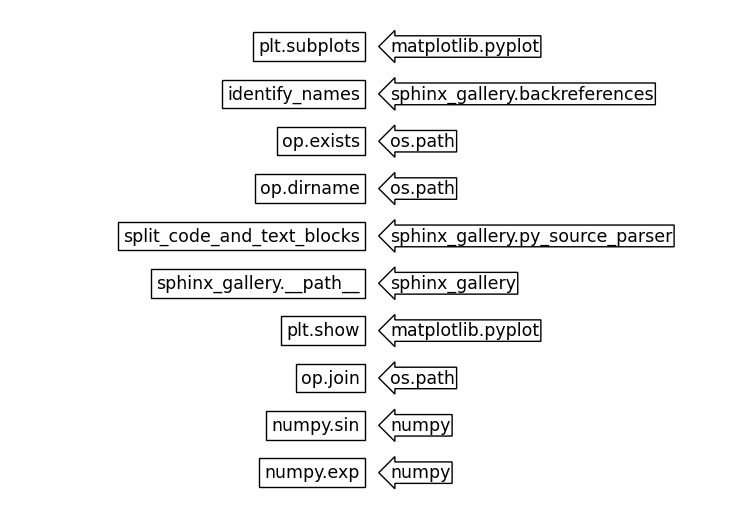 plt.subplots matplotlib.pyplot
identify_names sphinx_gallery.backreferences
op.exists os.path
op.dirname os.path
split_code_and_text_blocks sphinx_gallery.py_source_parser
sphinx_gallery.__path__ sphinx_gallery
plt.show matplotlib.pyplot
op.join os.path
numpy.sin numpy
numpy.exp numpy